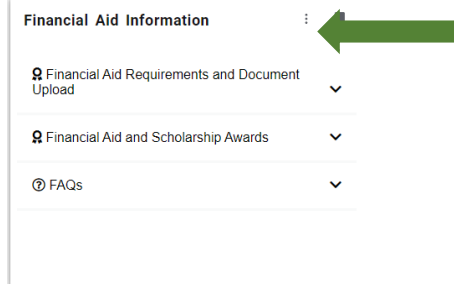 Financial Aid Information
Financial Aid Requirements and Document
Upload
Financial Aid and Scholarship Awards
FAQs